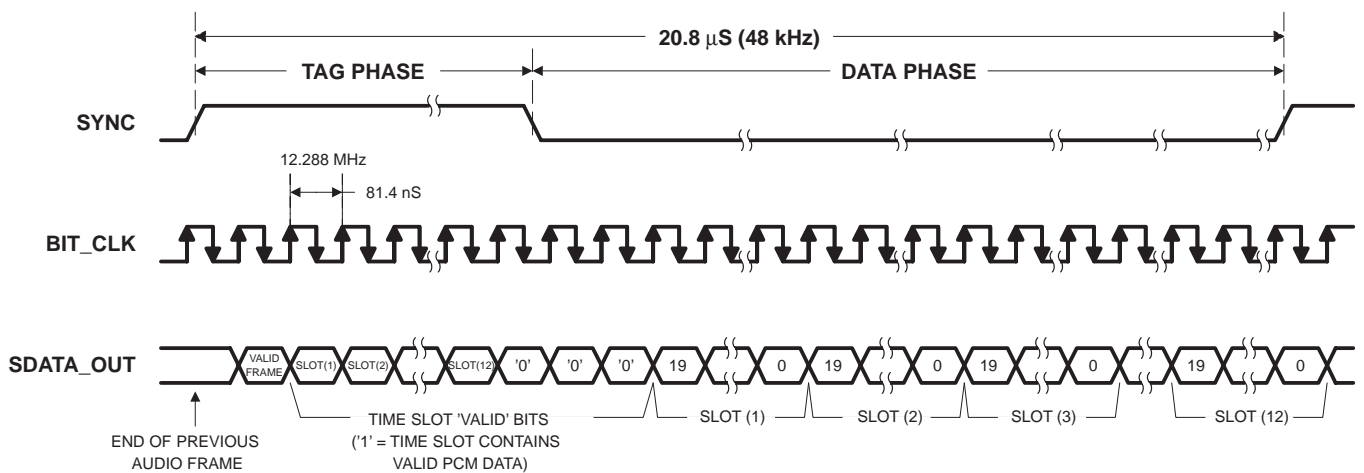 20.8 μS (48 kHz)
TAG PHASE
DATA PHASE
SYNC
12.288 MHz
81.4 nS
BIT_CLK
SDATA_OUT
VALID
FRAME
SLOT(1)
SLOT(2)
SLOT(12)
'0'
'0'
'0'
19
0
19
0
19
0
19
0
TIME SLOT 'VALID' BITS
('1' = TIME SLOT CONTAINS
VALID PCM DATA)
SLOT (1)
SLOT (2)
SLOT (3)
SLOT (12)
END OF PREVIOUS
AUDIO FRAME